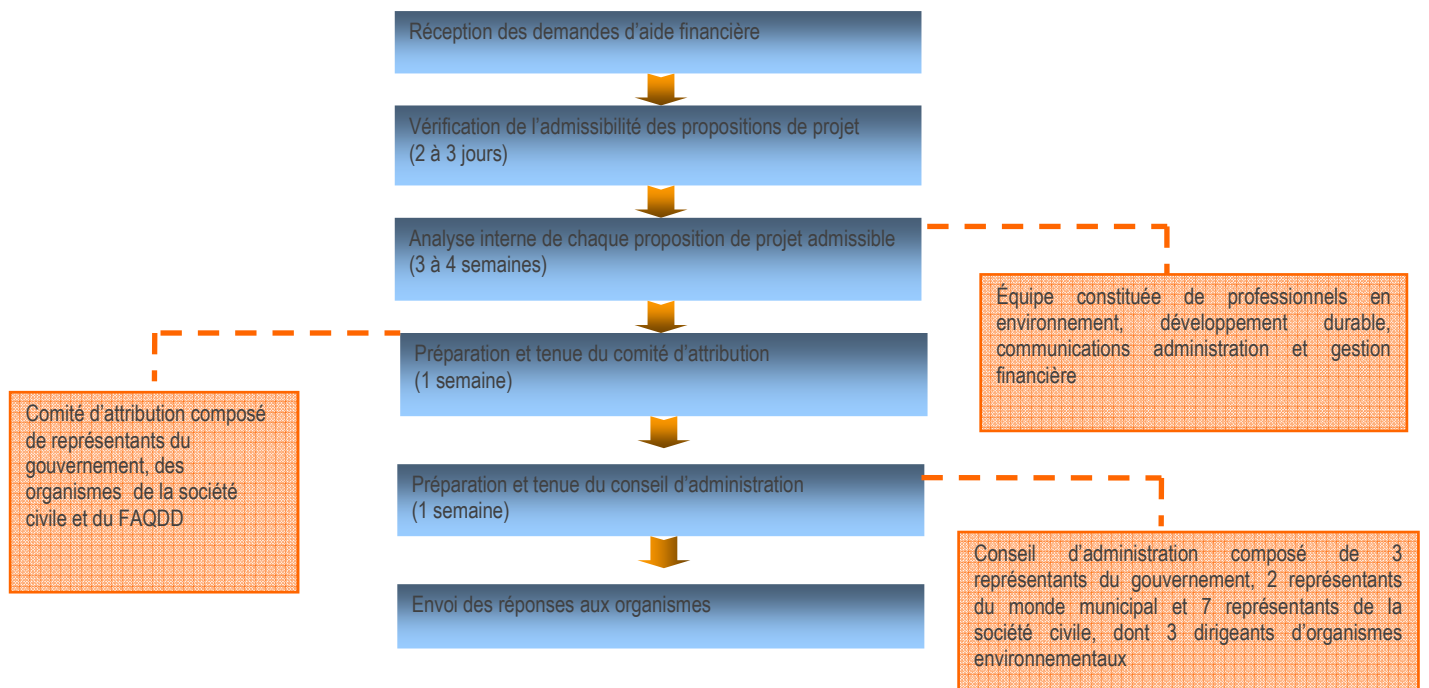 Réception des demandes d'aide financière
Vérification de l'admissibilité des propositions de projet
(2 à 3 jours)
Analyse interne de chaque proposition de projet admissible
(3 à 4 semaines)
Équipe constituée de professionnels en
environnement, développement durable,
communications administration et gestion
financière
Préparation et tenue du comité d'attribution
(1 semaine)
Comité d'attribution composé
de représentants du
gouvernement, des
organismes de la société
civile et du FAQDD
Préparation et tenue du conseil d'administration
(1 semaine)
Conseil d'administration composé de 3
représentants du gouvernement, 2 représentants
du monde municipal et 7 représentants de la
société civile, dont 3 dirigeants d'organismes
environnementaux
Envoi des réponses aux organismes